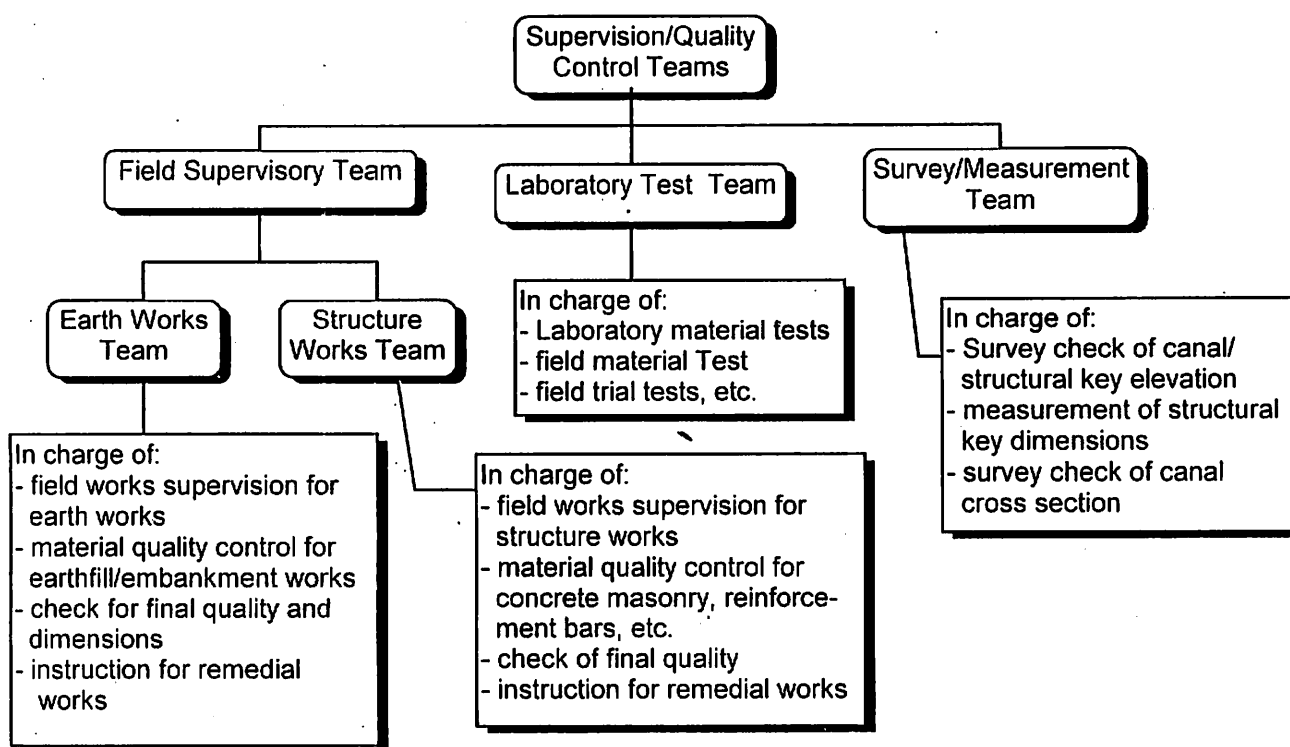 Supervision/Quality
Control Teams
Field Supervisory Team
Laboratory Test Team
Survey/Measurement
Team
Earth Works
Team
Structure
Works Team
In charge of:
- Laboratory material tests
- field material Test
- field trial tests, etc.
In charge of:
- Survey check of canal/
structural key elevation
- measurement of structural
key dimensions
- survey check of canal
cross section
In charge of:
- field works supervision for
earth works
- material quality control for
earthfill/embankment works
- check for final quality and
dimensions
- instruction for remedial
works
In charge of:
- field works supervision for
structure works
- material quality control for
concrete masonry, reinforce-
ment bars, etc.
- check of final quality
- instruction for remedial works